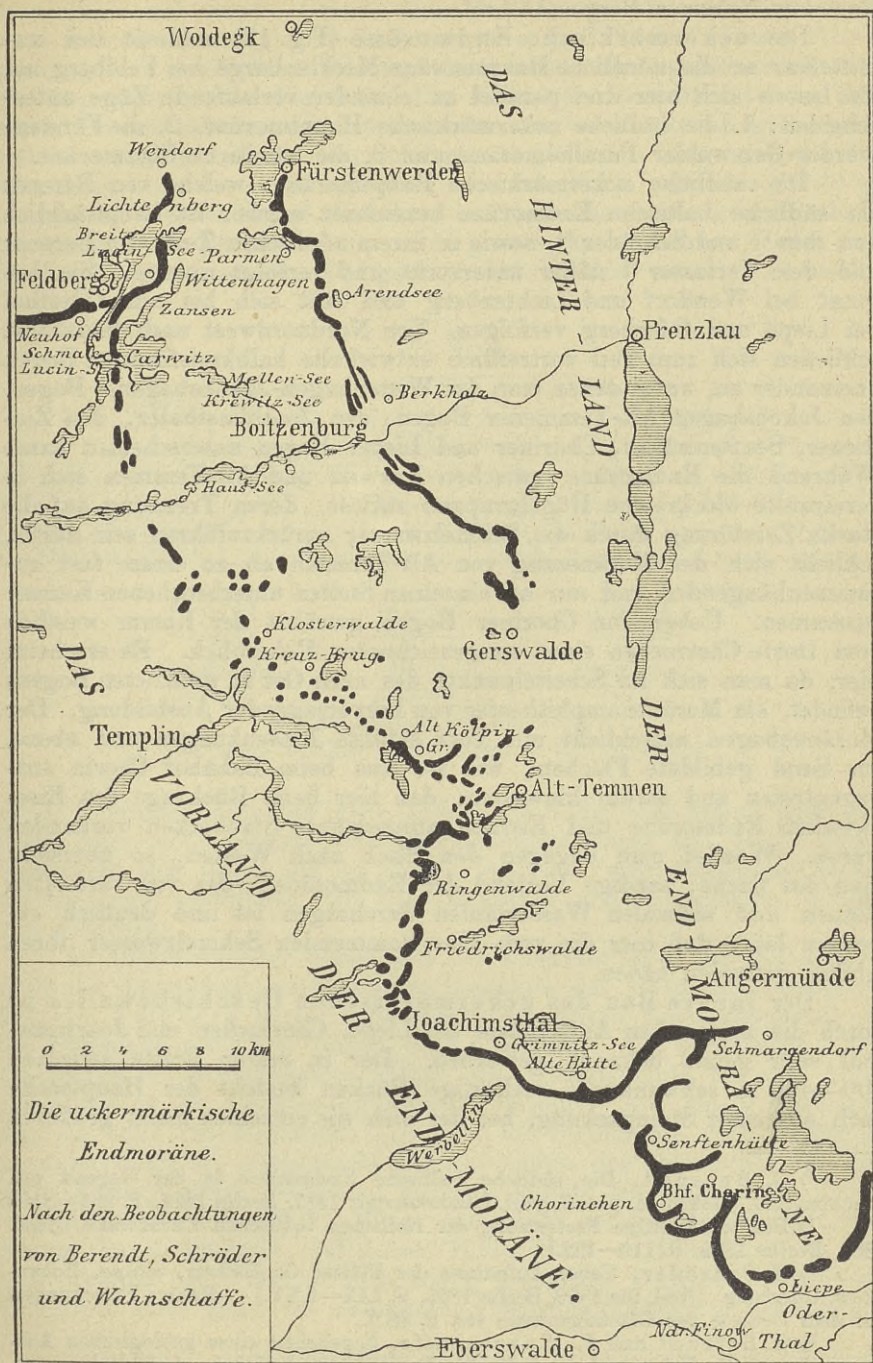 Woldegk
DAS HINTER-LAND DER END-MORÄNE
Wendorf
Fürstenwerder
Lichtenberg
Breite
Lucin-See
Parmen
Feldberg
Wittenhagen
Arendsee
Zansen
Neuhof
Schmal
Lucin-S.
Carwitz
Prenzlau
Mellen-See
Krewitz-See
Berkholz
Boitzenburg
Haus-See
Klosterwalde
Kreuz-Krug
Gerswalde
DAS VORLAND DER END-MORÄNE.
Templin
Alt Kölpin
Gr.
Alt-Temmen
Ringenwalde
Friedrichswalde
Angermünde
Joachimsthal
Grimnitz-See
Alte Hütte
Schmargendorf
Werbellin
Senftenhütte
Chorinchen
Bhf. Chorin
Liepe
Oder-
Thal
Ndr. Finow
Eberswalde
0 2 4 6 8 10 km
Die uckermärkische
Endmoräne.
Nach den Beobachtungen
von Berendt, Schröder
und Wahnschaffe.